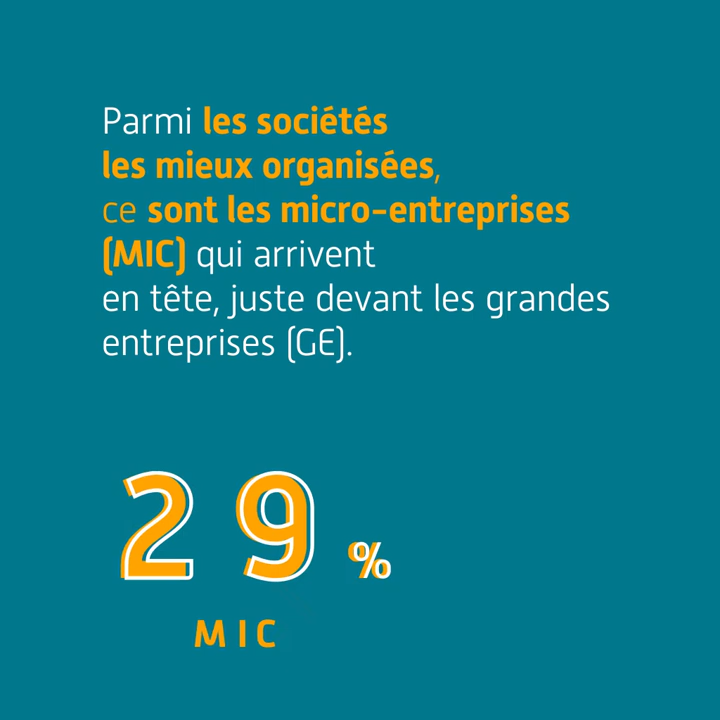 Parmi les sociétés
les mieux organisées,
ce sont les micro-entreprises
(MIC) qui arrivent
en tête, juste devant les grandes
entreprises (GE).
29 %
MIC